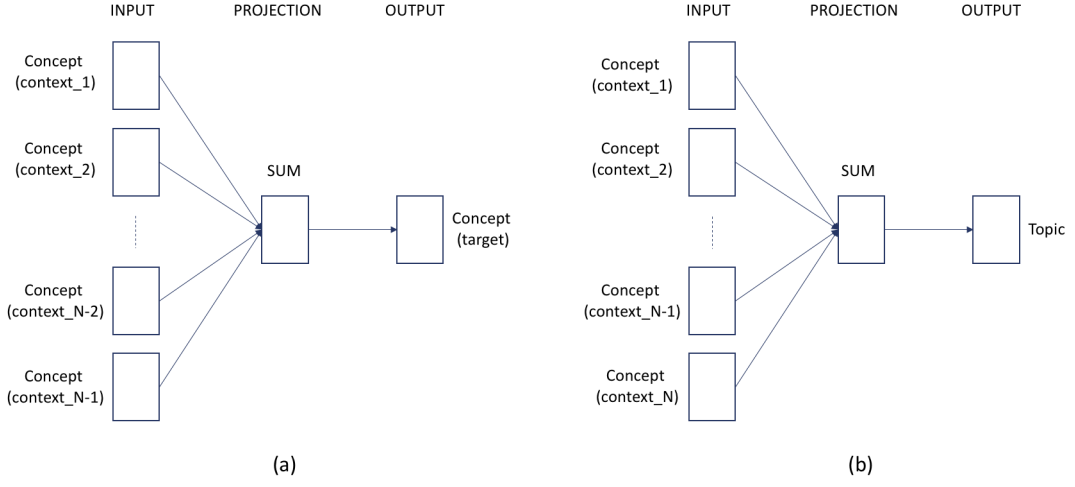 INPUT PROJECTION OUTPUT
Concept
(context_1)
Concept
(context_2)
SUM
Concept
(target)
Concept
(context_N-2)
Concept
(context_N-1)
(a)
INPUT PROJECTION OUTPUT
Concept
(context_1)
Concept
(context_2)
SUM
Topic
Concept
(context_N-1)
Concept
(context_N)
(b)